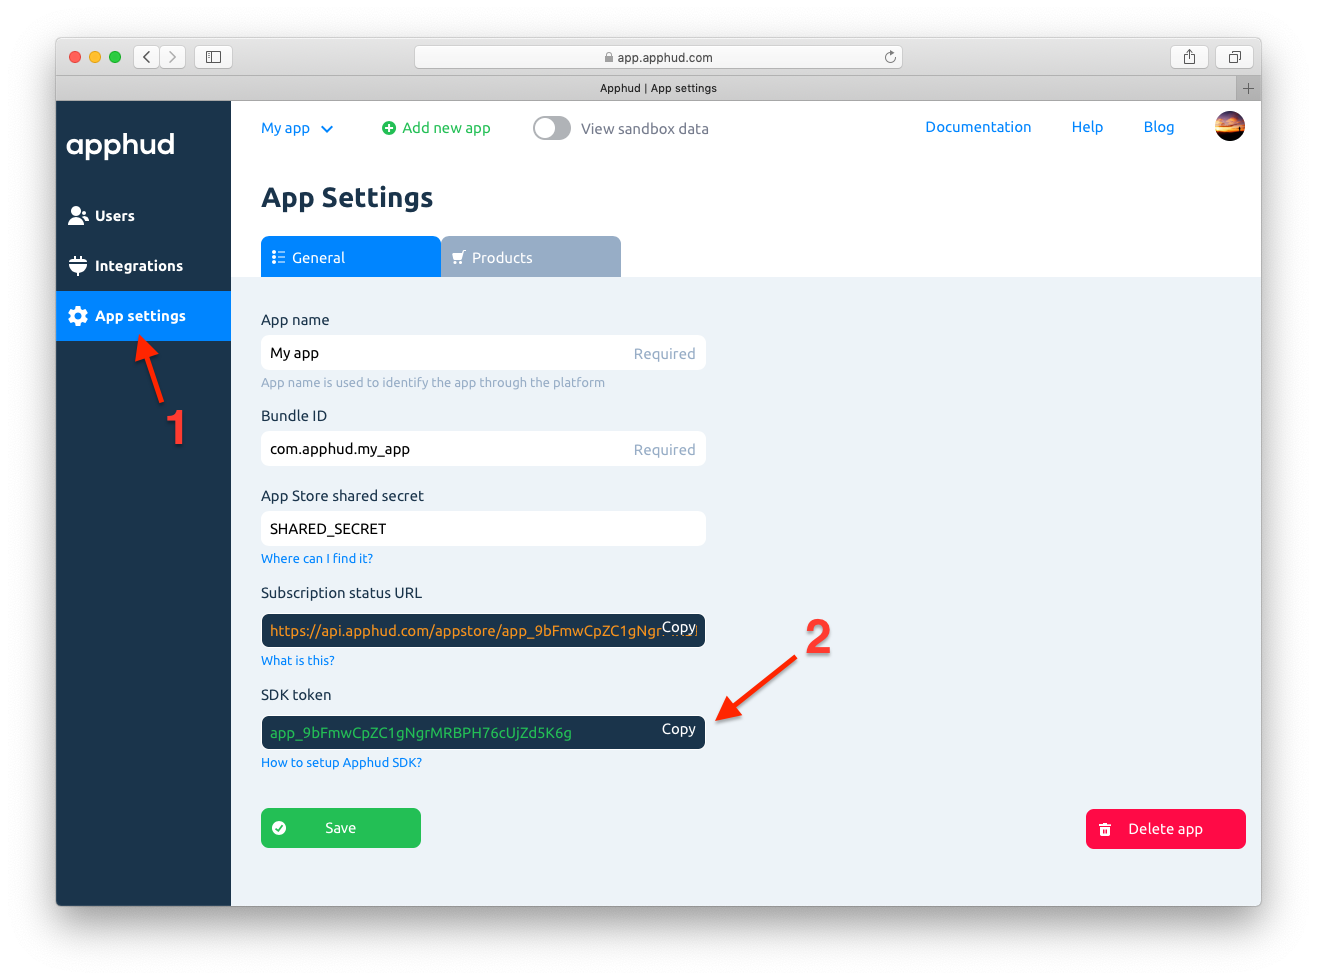 app.apphud.com
Apphud | App settings
apphud
My app
Add new app
View sandbox data
Documentation
Help
Blog
Users
Integrations
App settings
1
App Settings
General
Products
App name
My app
Required
App name is used to identify the app through the platform
Bundle ID
com.apphud.my_app
Required
App Store shared secret
SHARED_SECRET
Where can I find it?
Subscription status URL
https://api.apphud.com/appstore/app_9bFmwCpZC1gNgr
Copy
What is this?
2
SDK token
app_9bFmwCpZC1gNgrMRBPH76cUjZd5K6g
Copy
How to setup Apphud SDK?
Save
Delete app